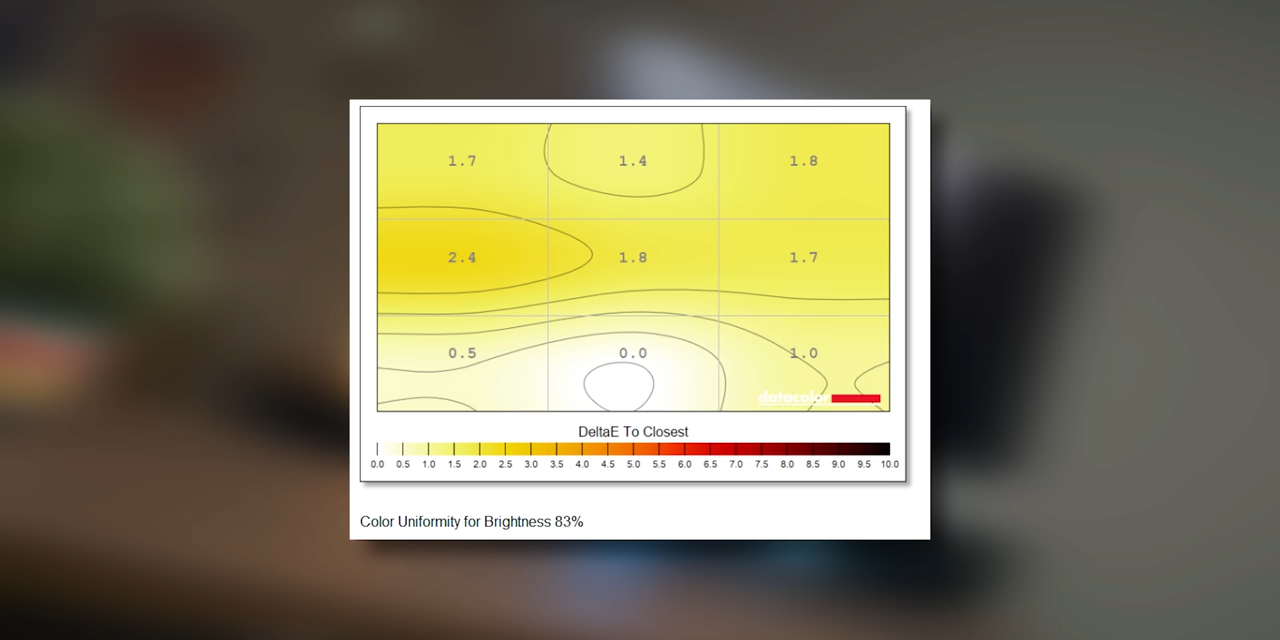 1.7 1.4 1.8
2.4 1.8 1.7
0.5 0.0 1.0
datacolor
DeltaE To Closest
0.0 0.5 1.0 1.5 2.0 2.5 3.0 3.5 4.0 4.5 5.0 5.5 6.0 6.5 7.0 7.5 8.0 8.5 9.0 9.5 10.0
Color Uniformity for Brightness 83%